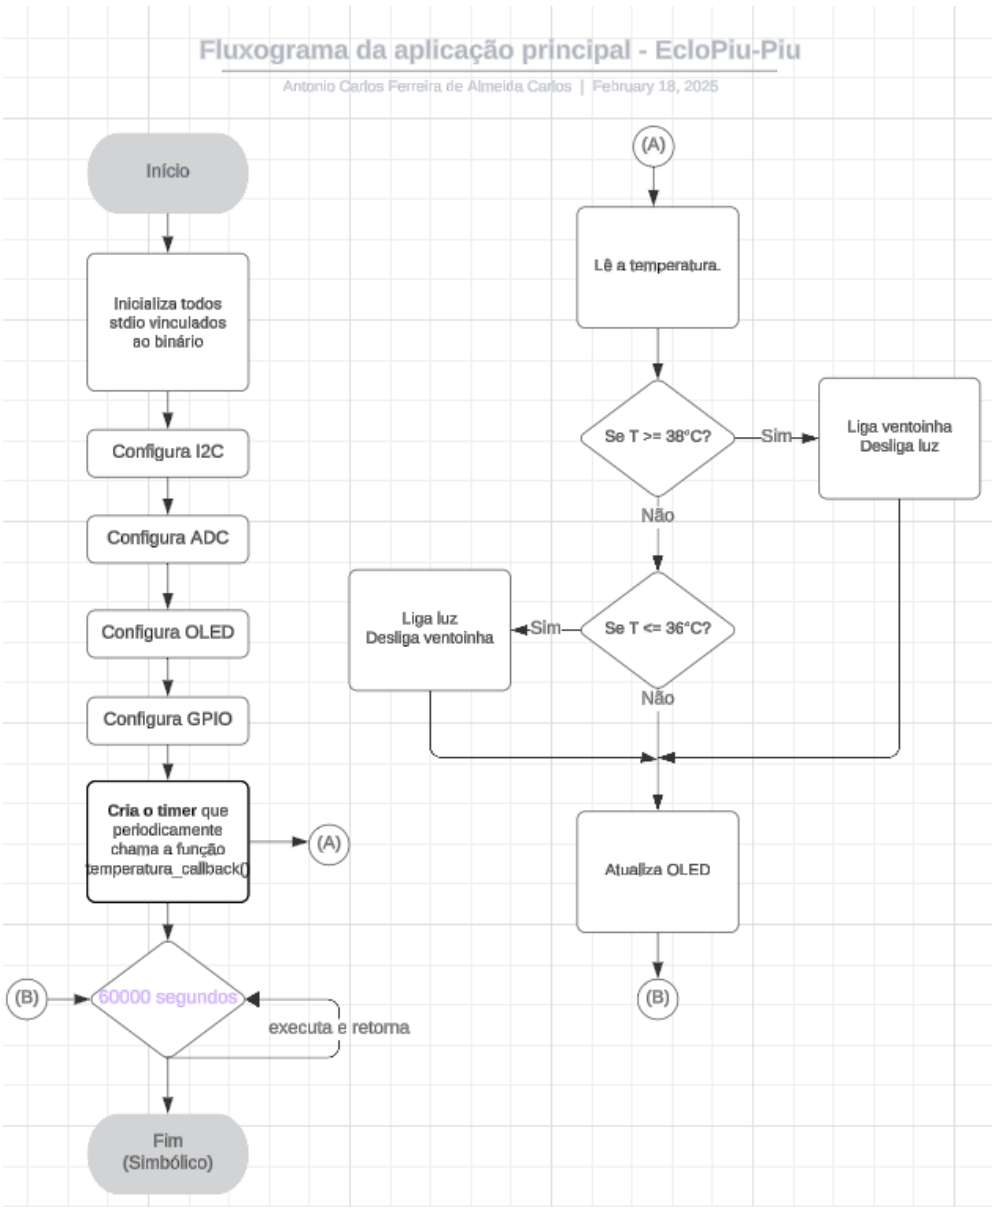 Fluxograma da aplicação principal - EcloPiu-Piu
Antonio Carlos Ferreira de Almeida Carlos | February 18, 2025
Início
Inicializa todos
stdio vinculados
ao binário
Configura I2C
Configura ADC
Configura OLED
Configura GPIO
Cria o timer que
periodicamente
chama a função
temperatura_callback()
(A)
(B)
60000 segundos
executa e retorna
Fim
(Simbólico)
(A)
Lê a temperatura.
Se T >= 38°C?
Sim
Liga ventoinha
Desliga luz
Não
Se T <= 36°C?
Sim
Liga luz
Desliga ventoinha
Não
Atualiza OLED
(B)